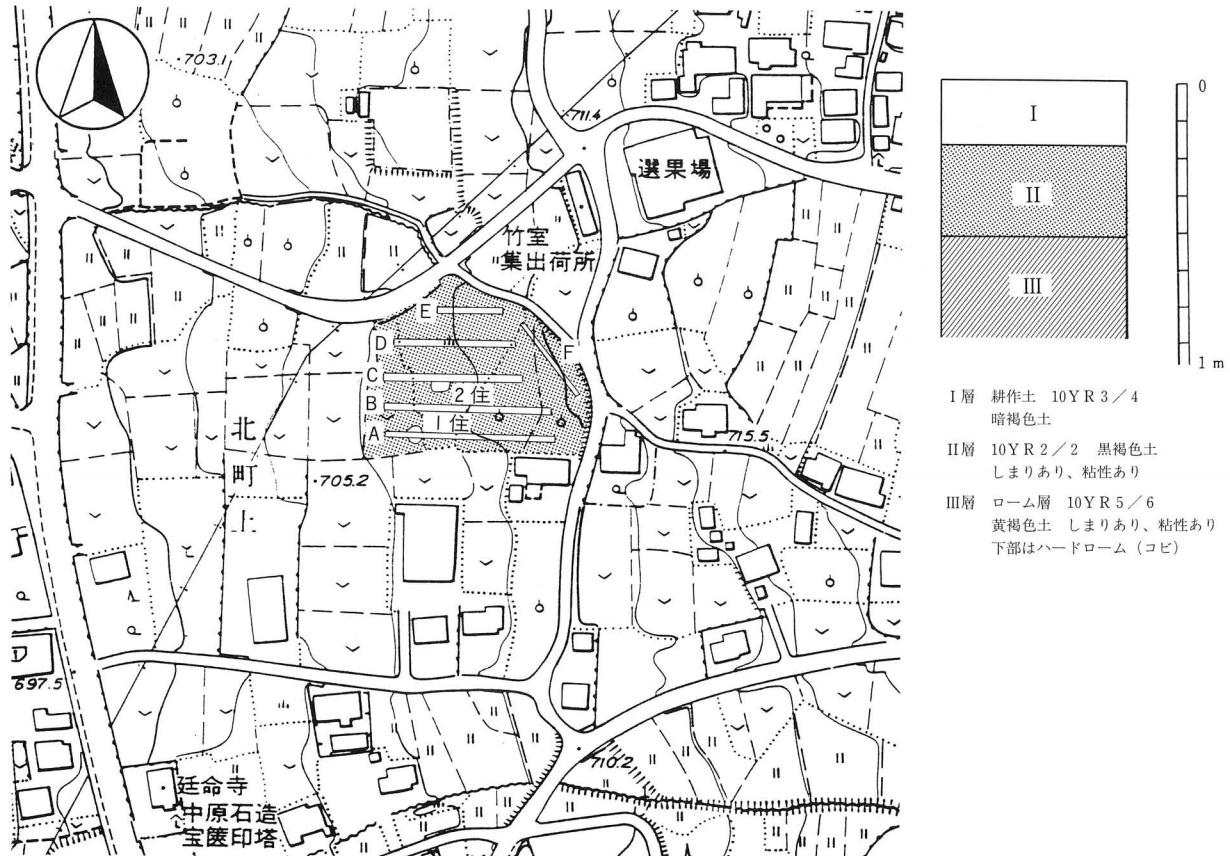 703.1
711.4
選果場
竹室
集出荷所
E
D
F
C
2住
B
1住
A
北町上
705.2
715.5
697.5
710.2
廷命寺
中原石造
宝篋印塔
I
II
III
0
1 m
I層 耕作土 10YR3/4
暗褐色土
II層 10YR2/2 黒褐色土
しまりあり、粘性あり
III層 ローム層 10YR5/6
黄褐色土 しまりあり、粘性あり
下部はハードローム(コビ)